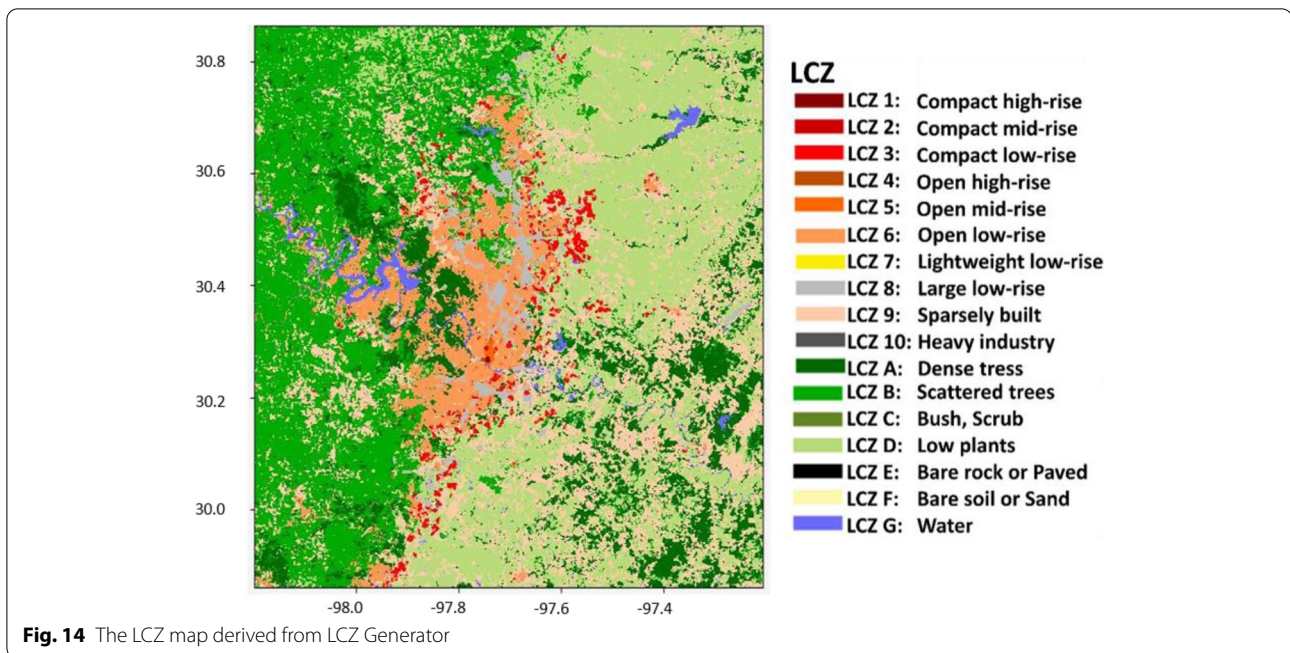 30.8
30.6
30.4
30.2
30.0
-98.0 -97.8 -97.6 -97.4
LCZ
LCZ 1: Compact high-rise
LCZ 2: Compact mid-rise
LCZ 3: Compact low-rise
LCZ 4: Open high-rise
LCZ 5: Open mid-rise
LCZ 6: Open low-rise
LCZ 7: Lightweight low-rise
LCZ 8: Large low-rise
LCZ 9: Sparsely built
LCZ 10: Heavy industry
LCZ A: Dense tress
LCZ B: Scattered trees
LCZ C: Bush, Scrub
LCZ D: Low plants
LCZ E: Bare rock or Paved
LCZ F: Bare soil or Sand
LCZ G: Water
Fig. 14 The LCZ map derived from LCZ Generator